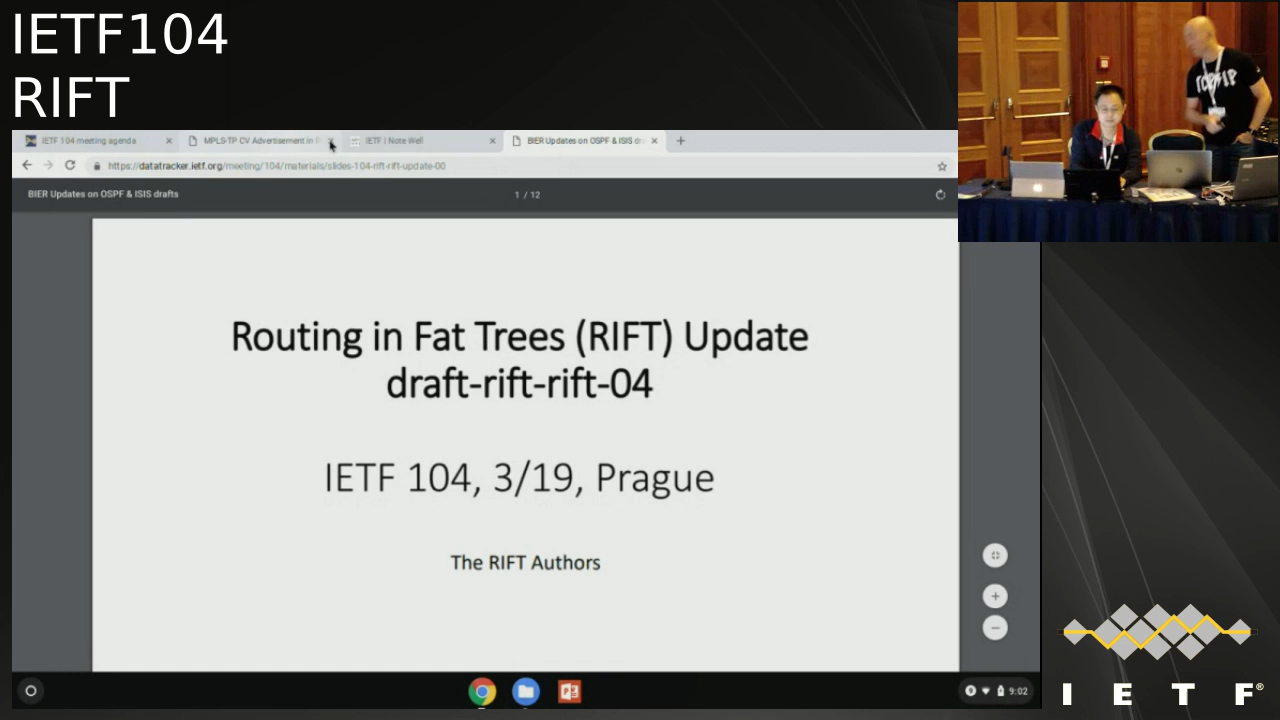 IETF104
RIFT
IETF 104 meeting agenda
MPLS-TP CV Advertisement in
IETF | Note Well
BIER Updates on OSPF & ISIS dr
https://datatracker.ietf.org/meeting/104/materials/slides-104-rift-rift-update-00
BIER Updates on OSPF & ISIS drafts
1 / 12
Routing in Fat Trees (RIFT) Update
draft-rift-rift-04
IETF 104, 3/19, Prague
The RIFT Authors
9:02
TCP/IP
I E T F®